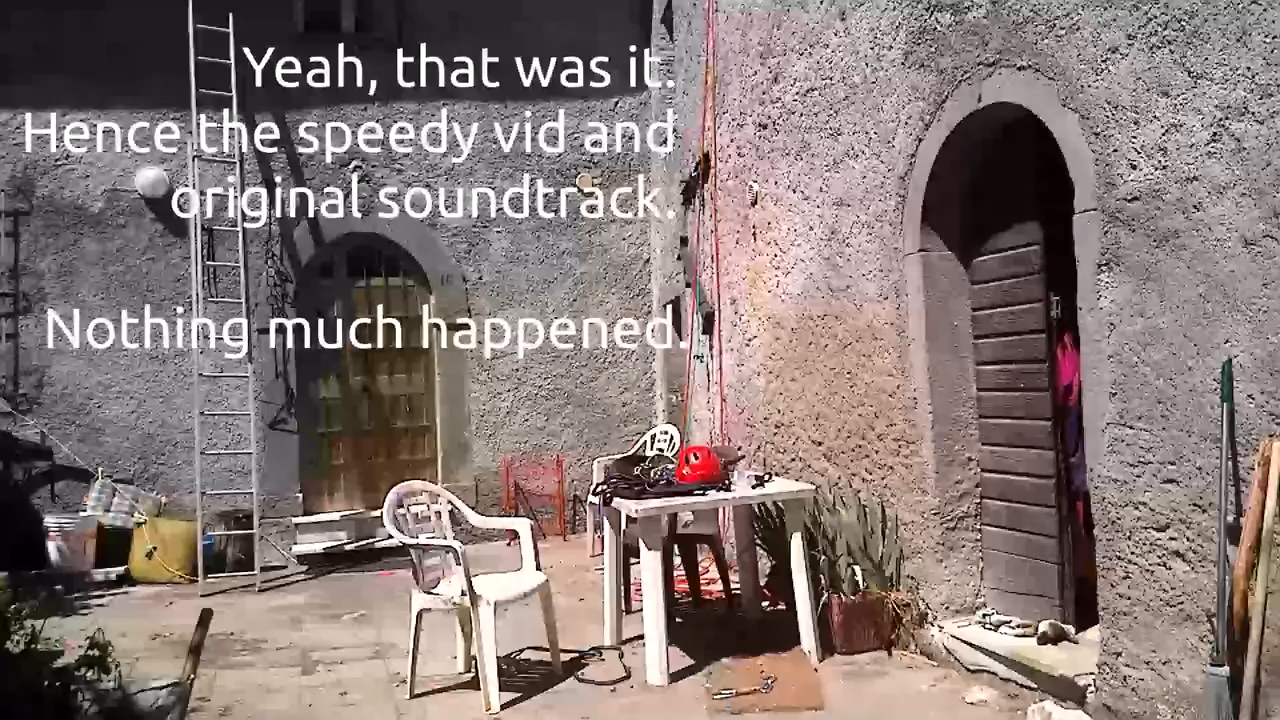 Yeah, that was it.
Hence the speedy vid and
original soundtrack.
Nothing much happened.